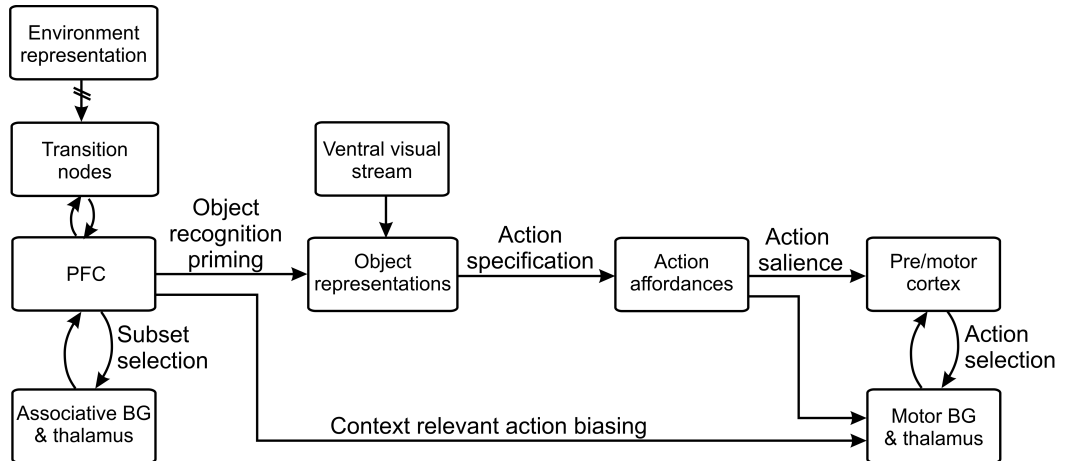 Environment
representation
Transition
nodes
Ventral visual
stream
Object
recognition
priming
PFC
Object
representations
Action
specification
Action
affordances
Action
salience
Pre/motor
cortex
Subset
selection
Action
selection
Associative BG
& thalamus
Context relevant action biasing
Motor BG
& thalamus